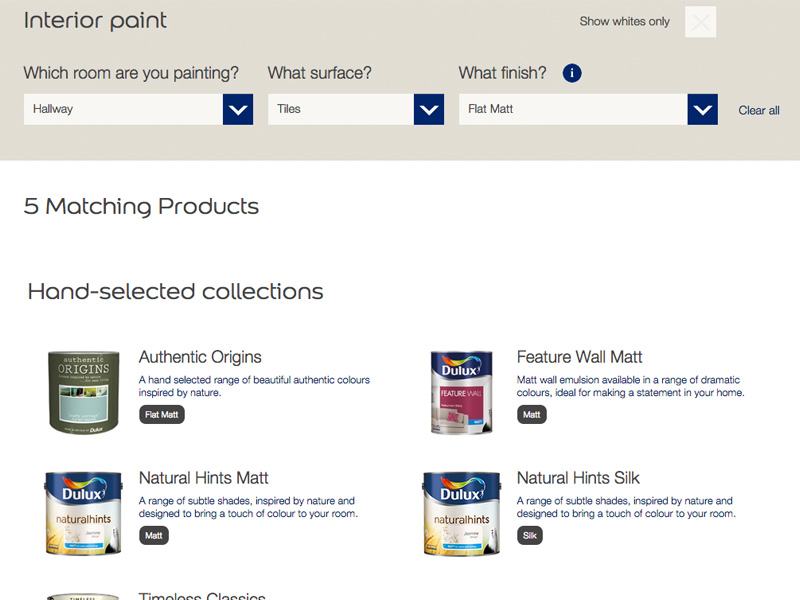 Interior paint
Show whites only
Which room are you painting?
What surface?
What finish?
i
Hallway
Tiles
Flat Matt
Clear all
5 Matching Products
Hand-selected collections
authentic
ORIGINS
Dulux
Authentic Origins
A hand selected range of beautiful authentic colours
inspired by nature.
Flat Matt
Dulux
FEATURE WALL
Feature Wall Matt
Matt wall emulsion available in a range of dramatic
colours, ideal for making a statement in your home.
Matt
Dulux
naturalhints
Jasmine
Natural Hints Matt
A range of subtle shades, inspired by nature and
designed to bring a touch of colour to your room.
Matt
Dulux
naturalhints
Jasmine
Natural Hints Silk
A range of subtle shades, inspired by nature and
designed to bring a touch of colour to your room.
Silk
TIMELESS
Timeless Classics